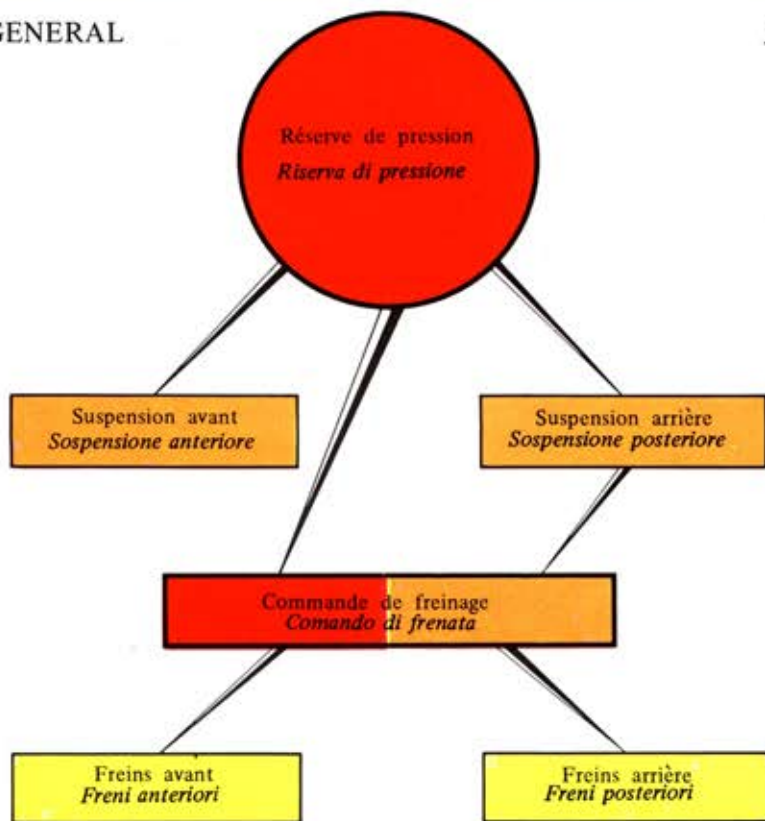 GENERAL
Réserve de pression
Riserva di pressione
Suspension avant
Sospensione anteriore
Suspension arrière
Sospensione posteriore
Commande de freinage
Comando di frenata
Freins avant
Freni anteriori
Freins arrière
Freni posteriori